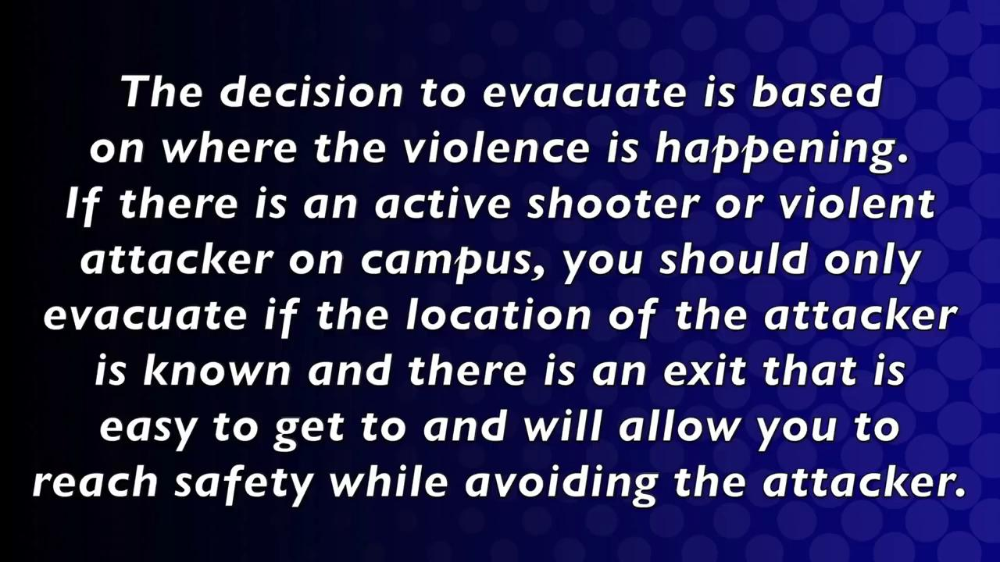 The decision to evacuate is based
on where the violence is happening.
If there is an active shooter or violent
attacker on campus, you should only
evacuate if the location of the attacker
is known and there is an exit that is
easy to get to and will allow you to
reach safety while avoiding the attacker.